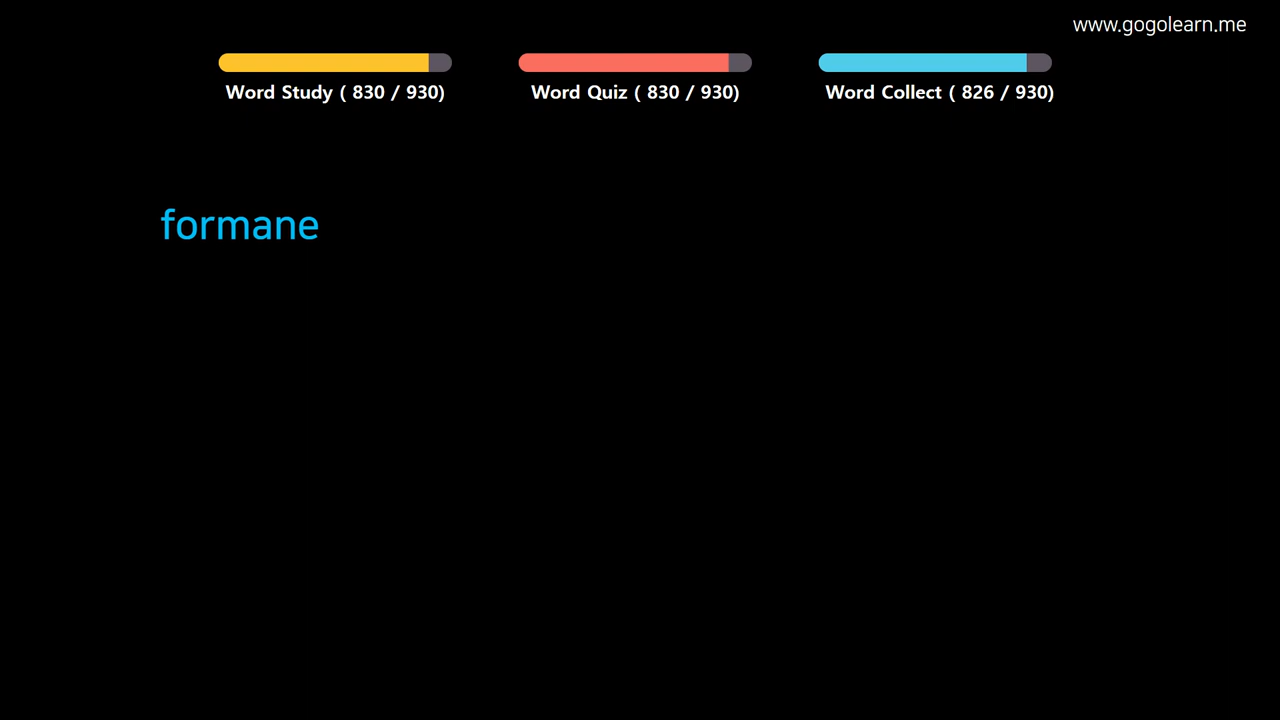 www.gogolearn.me
Word Study ( 830 / 930)
Word Quiz ( 830 / 930)
Word Collect ( 826 / 930)
formane